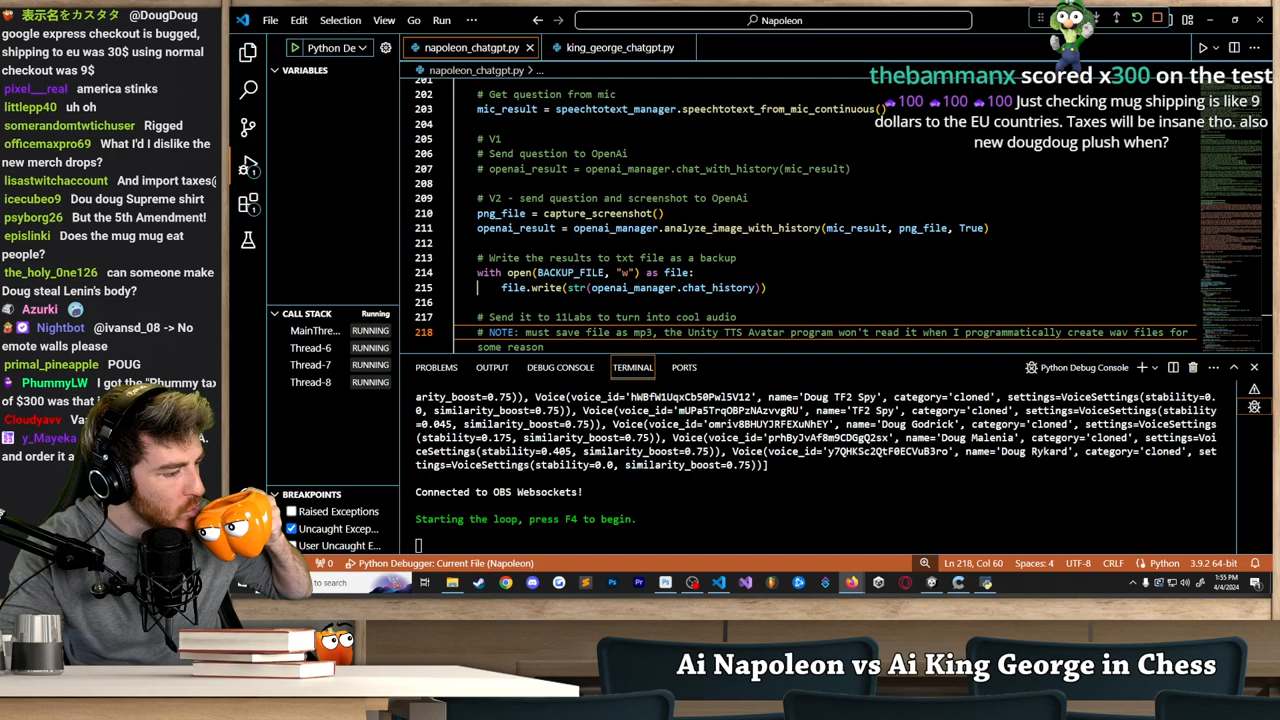 表示名をカスタタ @DougDoug
google express checkout is bugged,
shipping to eu was 30$ using normal
checkout was 9$
pixel___real america stinks
littlepp40 uh oh
somerandomtwtichuser Rigged
officemaxpro69 What'd I dislike the
new merch drops?
lisastwitchaccount And import taxes@
icecubeo9 Dou doug Supreme shirt
psyborg26 But the 5th Amendment!
epislinki Does the mug mug eat
people?
the_holy_0ne126 can someone make
Doug steal Lenin's body?
Azurki
Nightbot @ivansd_08 -> No
emote walls please
primal_pineapple POUG
PhummyLW I got the "Phummy tax
of $300 was that i
Cloudyavv Va
y_Mayeka
and order it a
File Edit Selection View Go Run ···
Napoleon
Python De
napoleon_chatgpt.py
king_george_chatgpt.py
VARIABLES
napoleon_chatgpt.py > ...
201
202 # Get question from mic
203 mic_result = speechtotext_manager.speechtotext_from_mic_continuous()
204
205 # V1
206 # Send question to OpenAi
207 # openai_result = openai_manager.chat_with_history(mic_result)
208
209 # V2 - send question and screenshot to OpenAi
210 png_file = capture_screenshot()
211 openai_result = openai_manager.analyze_image_with_history(mic_result, png_file, True)
212
213 # Write the results to txt file as a backup
214 with open(BACKUP_FILE, "w") as file:
215 file.write(str(openai_manager.chat_history))
216
217 # Send it to 11Labs to turn into cool audio
218 # NOTE: must save file as mp3, the Unity TTS Avatar program won't read it when I programmatically create wav files for
some reason
thebammanx scored x300 on the test
100 100 100 Just checking mug shipping is like 9
dollars to the EU countries. Taxes will be insane tho. also
new dougdoug plush when?
CALL STACK Running
MainThre... RUNNING
Thread-6 RUNNING
Thread-7 RUNNING
Thread-8 RUNNING
BREAKPOINTS
Raised Exceptions
Uncaught Excep...
User Uncaught E...
PROBLEMS OUTPUT DEBUG CONSOLE TERMINAL PORTS
Python Debug Console
arity_boost=0.75)), Voice(voice_id='hWBfW1UqxCb50Pwl5V12', name='Doug TF2 Spy', category='cloned', settings=VoiceSettings(stability=0.
0, similarity_boost=0.75)), Voice(voice_id='mUPa5TrqOBPzNAzvvgRU', name='TF2 Spy', category='cloned', settings=VoiceSettings(stability
=0.045, similarity_boost=0.75)), Voice(voice_id='omriv8BHUYJRFEXuNhEY', name='Doug Godrick', category='cloned', settings=VoiceSettings
(stability=0.175, similarity_boost=0.75)), Voice(voice_id='prhByJvAf8m9CDGgQ2sx', name='Doug Malenia', category='cloned', settings=Voi
ceSettings(stability=0.405, similarity_boost=0.75)), Voice(voice_id='y7QHKSc2QtF0ECVuB3ro', name='Doug Rykard', category='cloned', set
tings=VoiceSettings(stability=0.0, similarity_boost=0.75))]
Connected to OBS Websockets!
Starting the loop, press F4 to begin.
0 Python Debugger: Current File (Napoleon)
Ln 218, Col 60 Spaces: 4 UTF-8 CRLF Python 3.9.2 64-bit
to search
1:55 PM
4/4/2024
Ai Napoleon vs Ai King George in Chess